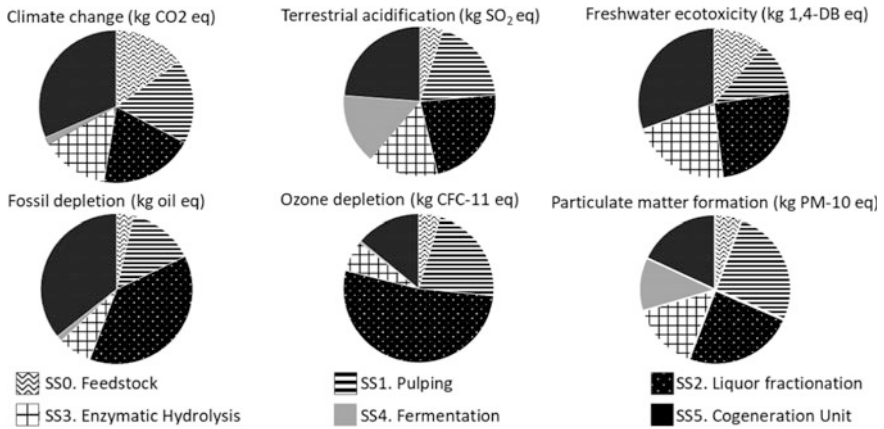 Climate change (kg CO2 eq)
Terrestrial acidification (kg SO₂ eq)
Freshwater ecotoxicity (kg 1,4-DB eq)
Fossil depletion (kg oil eq)
Ozone depletion (kg CFC-11 eq)
Particulate matter formation (kg PM-10 eq)
SS0. Feedstock
SS1. Pulping
SS2. Liquor fractionation
SS3. Enzymatic Hydrolysis
SS4. Fermentation
SS5. Cogeneration Unit